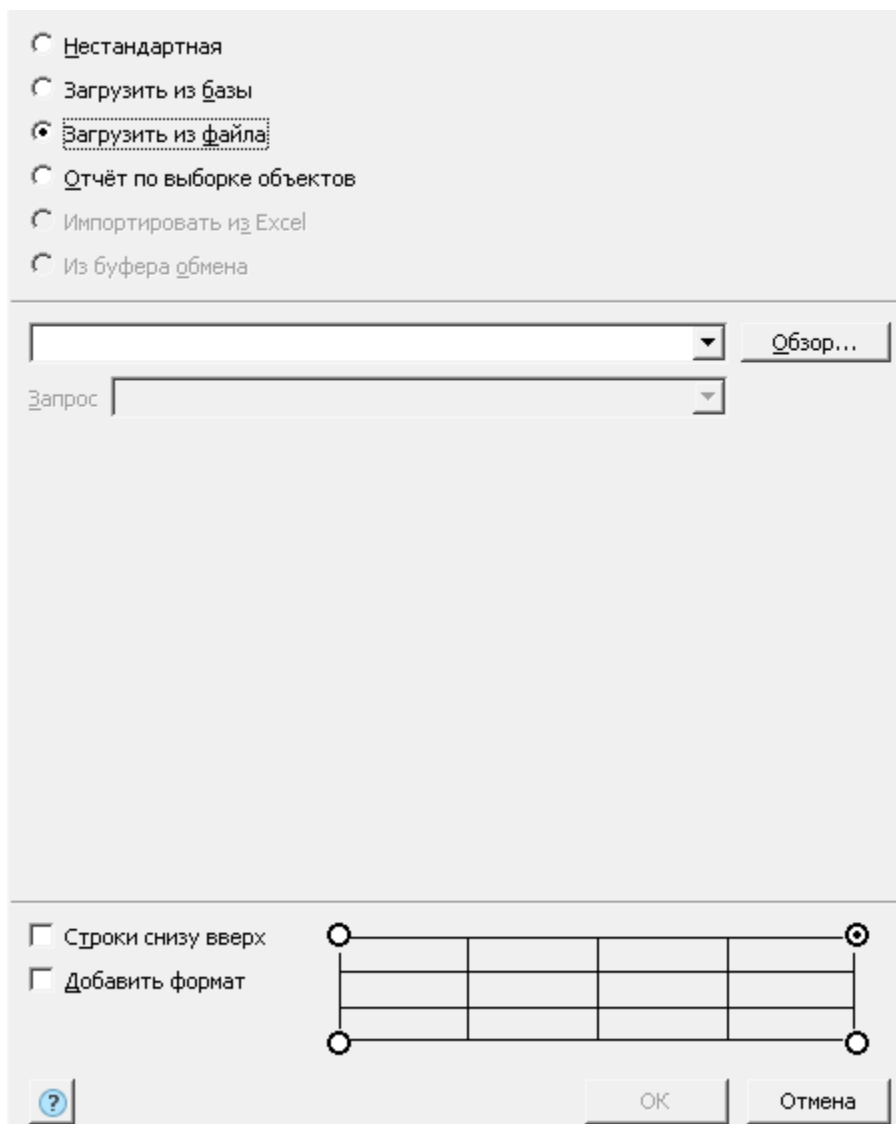 Нестандартная
Загрузить из базы
Загрузить из файла
Отчёт по выборке объектов
Импортировать из Excel
Из буфера обмена
Обзор...
Запрос
Строки снизу вверх
Добавить формат
?
ОК
Отмена